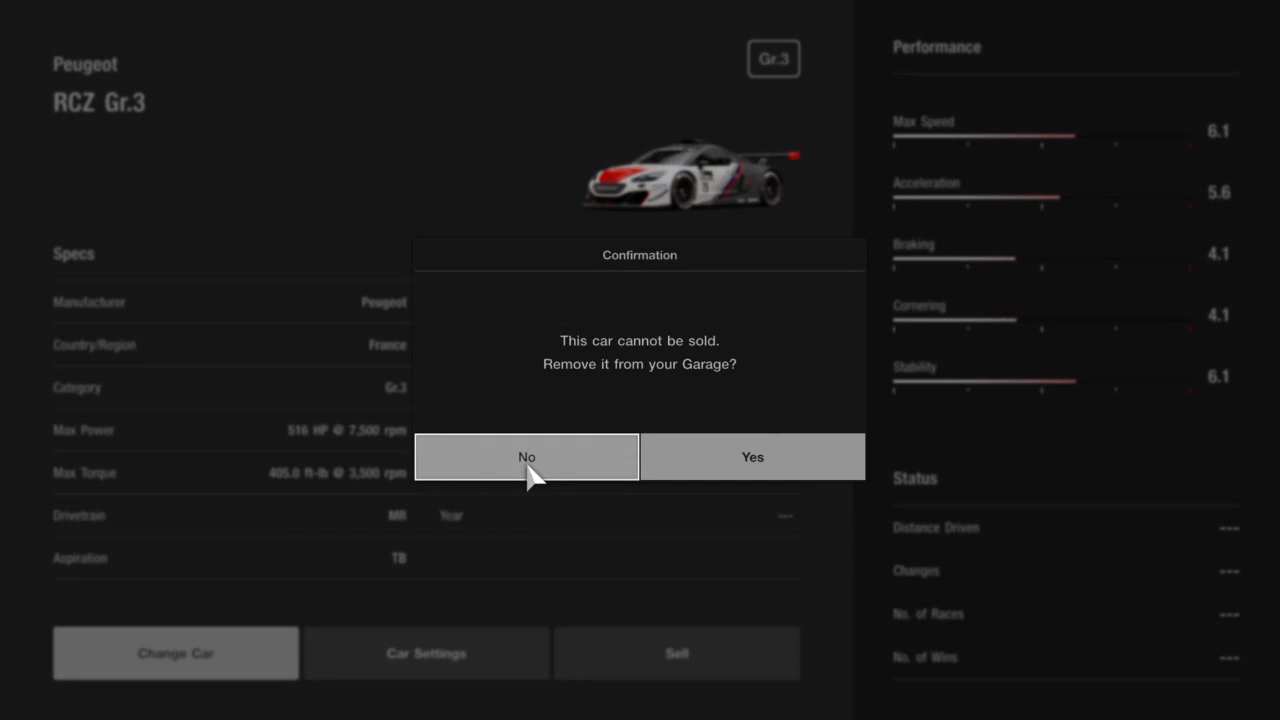 Peugeot
RCZ Gr.3
Gr.3
Specs
Manufacturer Peugeot
Country/Region France
Category Gr.3
Max Power 516 HP @ 7,500 rpm
Max Torque 405.0 ft-lb @ 3,500 rpm
Drivetrain MR Year ---
Aspiration TB
Change Car Car Settings Sell
Confirmation
This car cannot be sold.
Remove it from your Garage?
No Yes
Performance
Max Speed 6.1
Acceleration 5.6
Braking 4.1
Cornering 4.1
Stability 6.1
Status
Distance Driven ---
Changes ---
No. of Races ---
No. of Wins ---